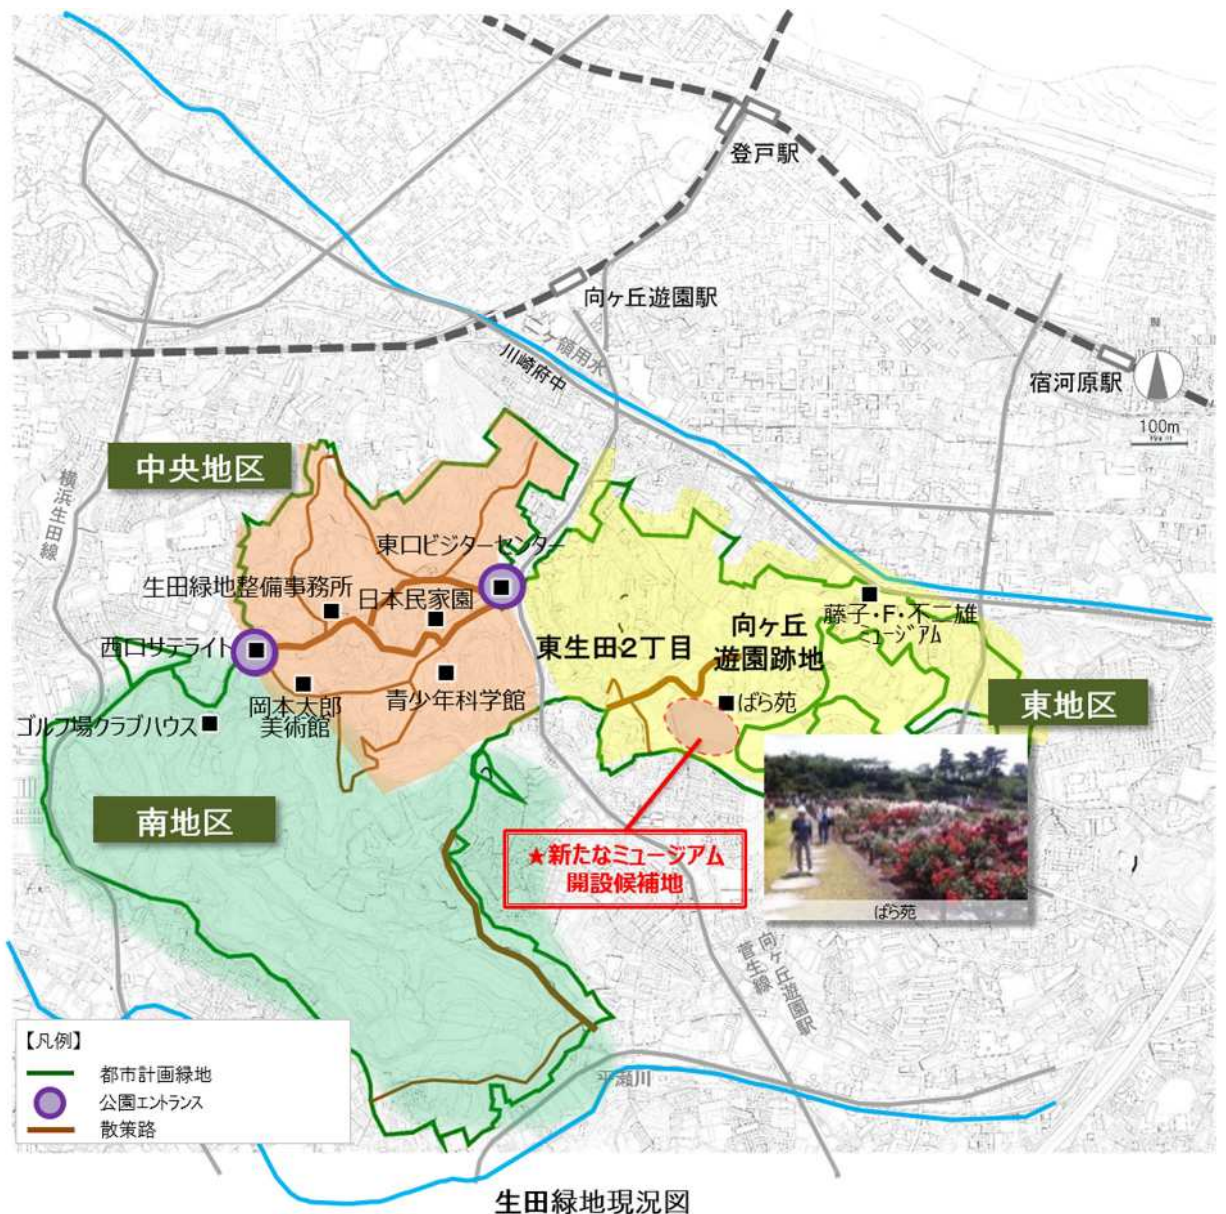 登戸駅
向ヶ丘遊園駅
二ヶ領用水
川崎府中
宿河原駅
N
100m
中央地区
横浜生田線
東口ビジターセンター
生田緑地整備事務所
日本民家園
西口サテライト
岡本太郎
美術館
青少年科学館
ゴルフ場クラブハウス
東生田2丁目
向ヶ丘
遊園跡地
藤子・F・不二雄
ミュージアム
ばら苑
東地区
南地区
★新たなミュージアム
開設候補地
ばら苑
向ヶ丘遊園駅
菅生線
平瀬川
【凡例】
都市計画緑地
公園エントランス
散策路
生田緑地現況図